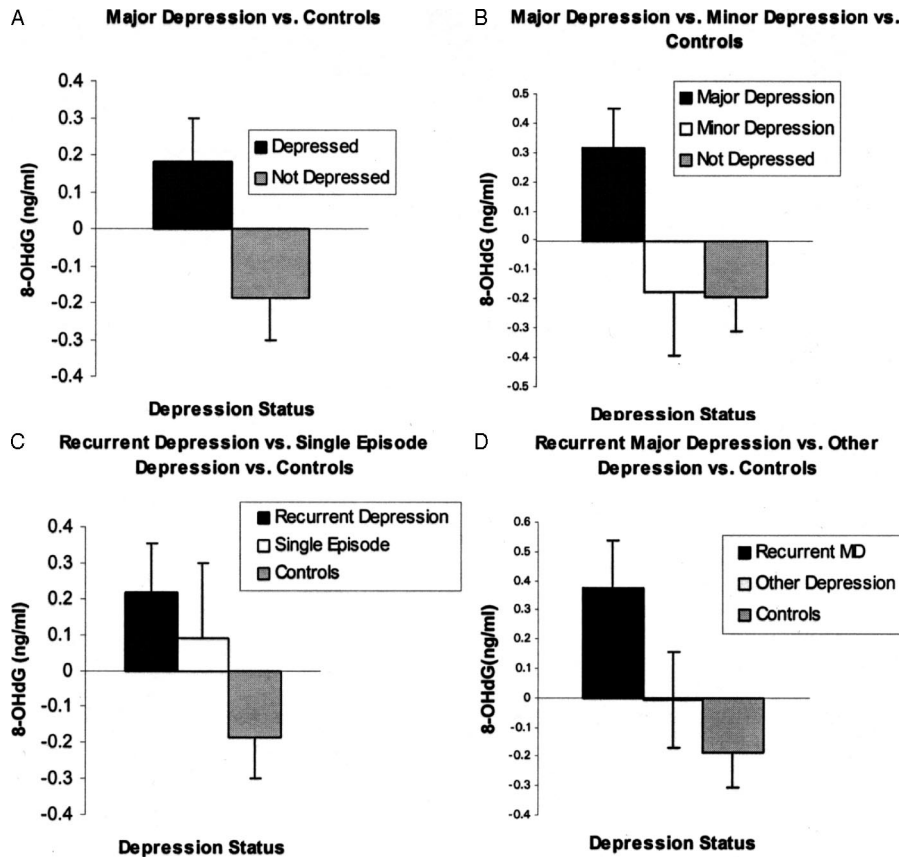 A
Major Depression vs. Controls
0.4
0.3
0.2
0.1
0
-0.1
-0.2
-0.3
-0.4
8-OHdG (ng/ml)
Depressed
Not Depressed
Depression Status
B
Major Depression vs. Minor Depression vs.
Controls
0.5
0.4
0.3
0.2
0.1
0
-0.1
-0.2
-0.3
-0.4
-0.5
8-OHdG (ng/ml)
Major Depression
Minor Depression
Not Depressed
Depression Status
C
Recurrent Depression vs. Single Episode
Depression vs. Controls
0.4
0.3
0.2
0.1
0
-0.1
-0.2
-0.3
-0.4
8-OHdG (ng/ml)
Recurrent Depression
Single Episode
Controls
Depression Status
D
Recurrent Major Depression vs. Other
Depression vs. Controls
0.6
0.5
0.4
0.3
0.2
0.1
0
-0.1
-0.2
-0.3
-0.4
8-OHdG(ng/ml)
Recurrent MD
Other Depression
Controls
Depression Status